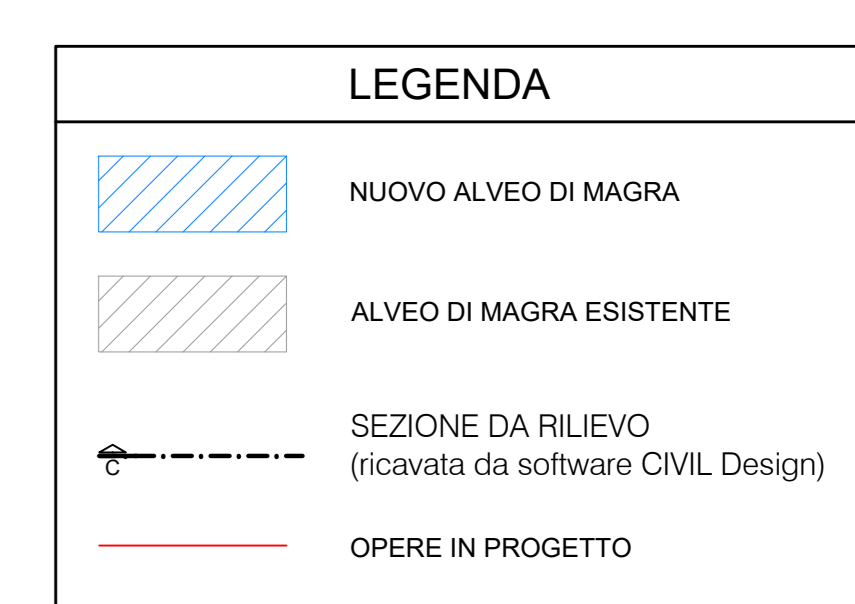 LEGENDA
NUOVO ALVEO DI MAGRA
ALVEO DI MAGRA ESISTENTE
C
SEZIONE DA RILIEVO
(ricavata da software CIVIL Design)
OPERE IN PROGETTO